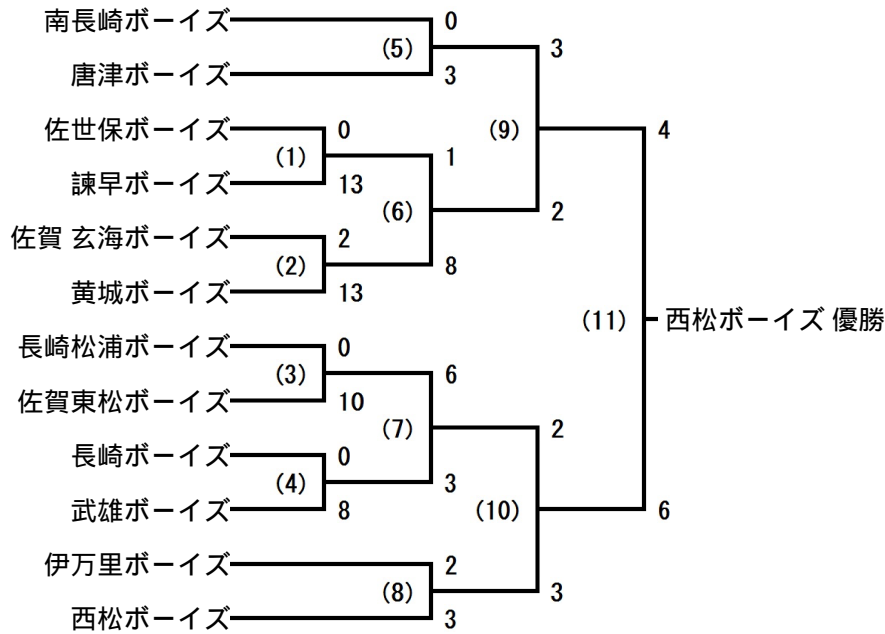 南長崎ボーイズ 0
(5) 3
唐津ボーイズ 3
佐世保ボーイズ 0
(9) 4
(1) 1
諫早ボーイズ 13
(6) 2
佐賀 玄海ボーイズ 2
(2) 8
黄城ボーイズ 13
(11) 西松ボーイズ 優勝
長崎松浦ボーイズ 0
(3) 6
佐賀東松ボーイズ 10
(7) 2
長崎ボーイズ 0
(4) 3
武雄ボーイズ 8
(10) 6
伊万里ボーイズ 2
(8) 3
西松ボーイズ 3